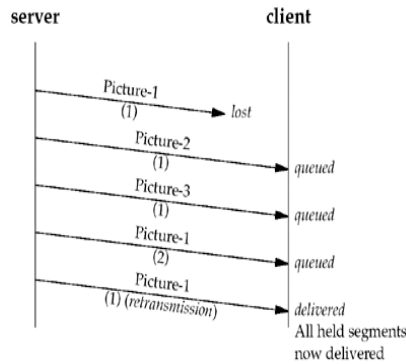 server client
Picture-1
(1) lost
Picture-2
(1) queued
Picture-3
(1) queued
Picture-1
(2) queued
Picture-1
(1) (retransmission) delivered
All held segments
now delivered